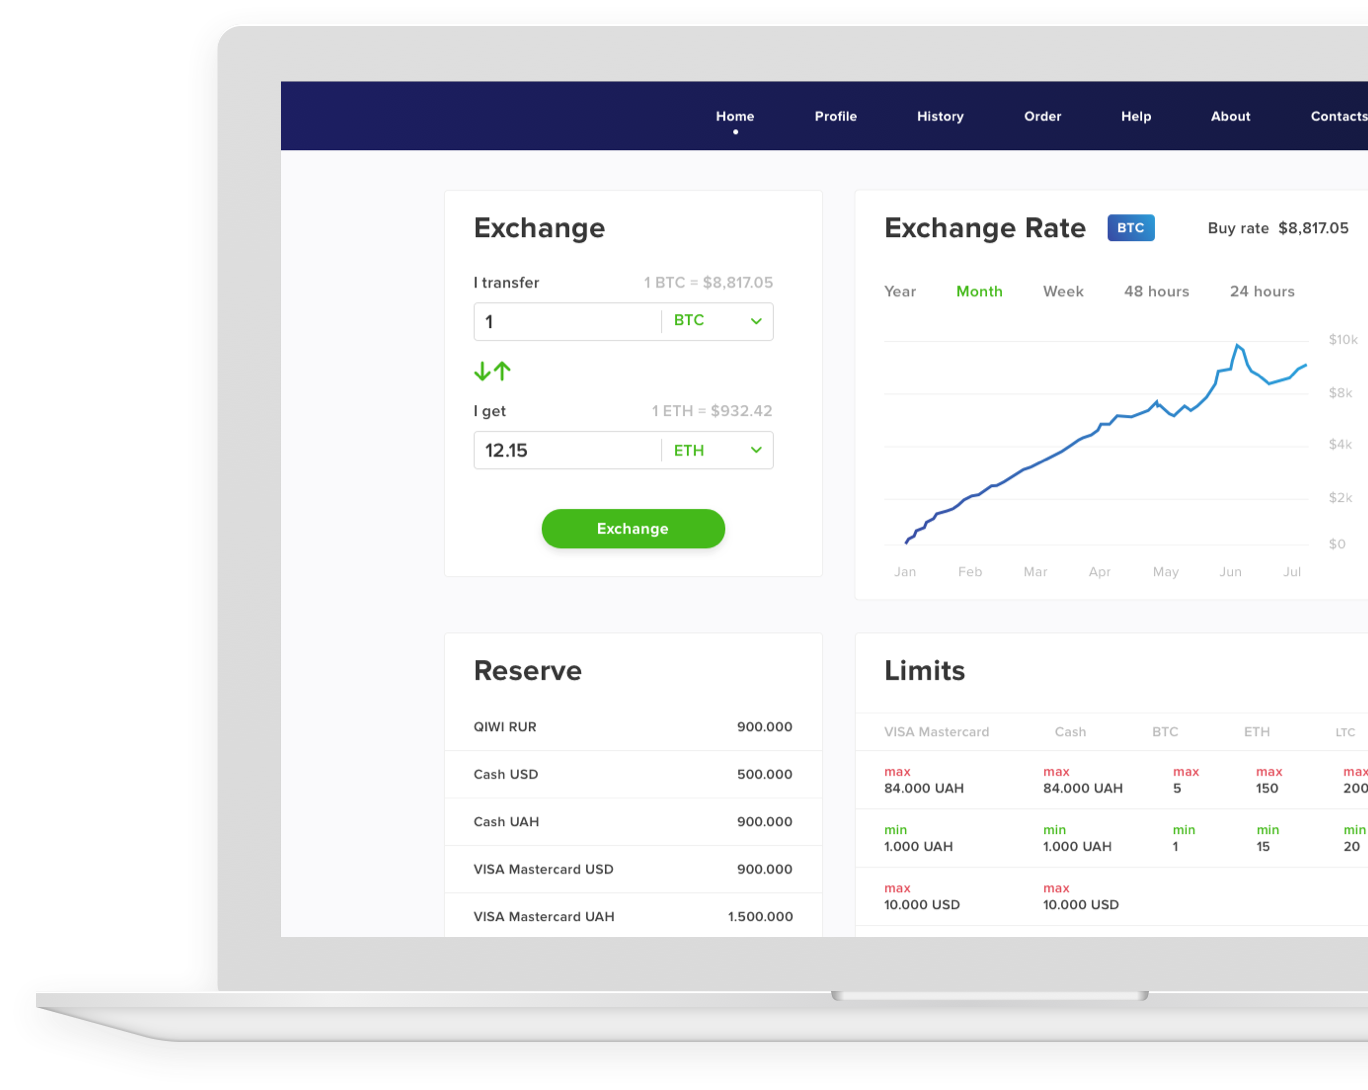 Home Profile History Order Help About Contacts
Exchange
I transfer 1 BTC = $8,817.05
1 BTC
I get 1 ETH = $932.42
12.15 ETH
Exchange
Exchange Rate BTC Buy rate $8,817.05
Year Month Week 48 hours 24 hours
$10k
$8k
$4k
$2k
$0
Jan Feb Mar Apr May Jun Jul
Reserve
QIWI RUR 900.000
Cash USD 500.000
Cash UAH 900.000
VISA Mastercard USD 900.000
VISA Mastercard UAH 1.500.000
Limits
VISA Mastercard Cash BTC ETH LTC
max max max max max
84.000 UAH 84.000 UAH 5 150 200
min min min min min
1.000 UAH 1.000 UAH 1 15 20
max max
10.000 USD 10.000 USD